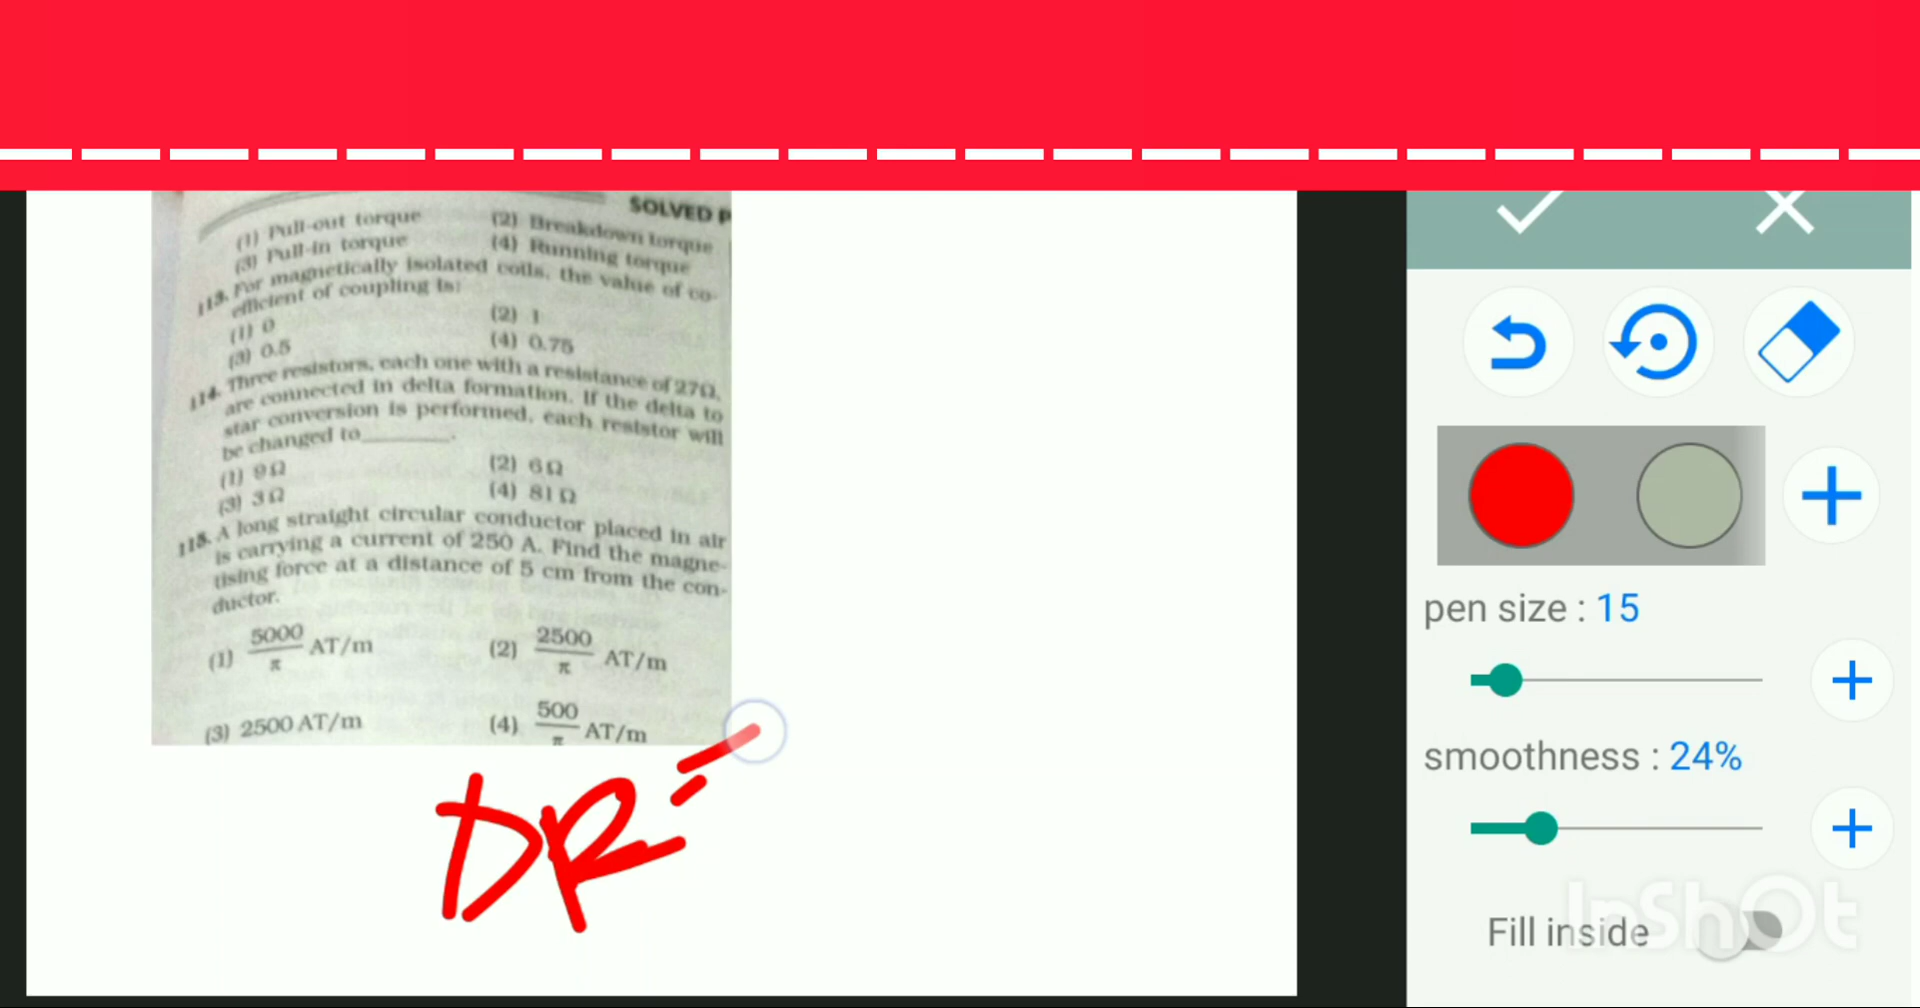 SOLVED P
(1) Pull-out torque (2) Breakdown torque
(3) Pull-in torque (4) Running torque
113. For magnetically isolated coils, the value of co-
efficient of coupling is:
(1) 0 (2) 1
(3) 0.5 (4) 0.75
114. Three resistors, each one with a resistance of 27Ω,
are connected in delta formation. If the delta to
star conversion is performed, each resistor will
be changed to______.
(1) 9Ω (2) 6Ω
(3) 3Ω (4) 81Ω
115. A long straight circular conductor placed in air
is carrying a current of 250 A. Find the magne-
tising force at a distance of 5 cm from the con-
ductor.
(1) 5000/π AT/m (2) 2500/π AT/m
(3) 2500 AT/m (4) 500/π AT/m
DR=
pen size : 15
smoothness : 24%
Fill inside
InShot